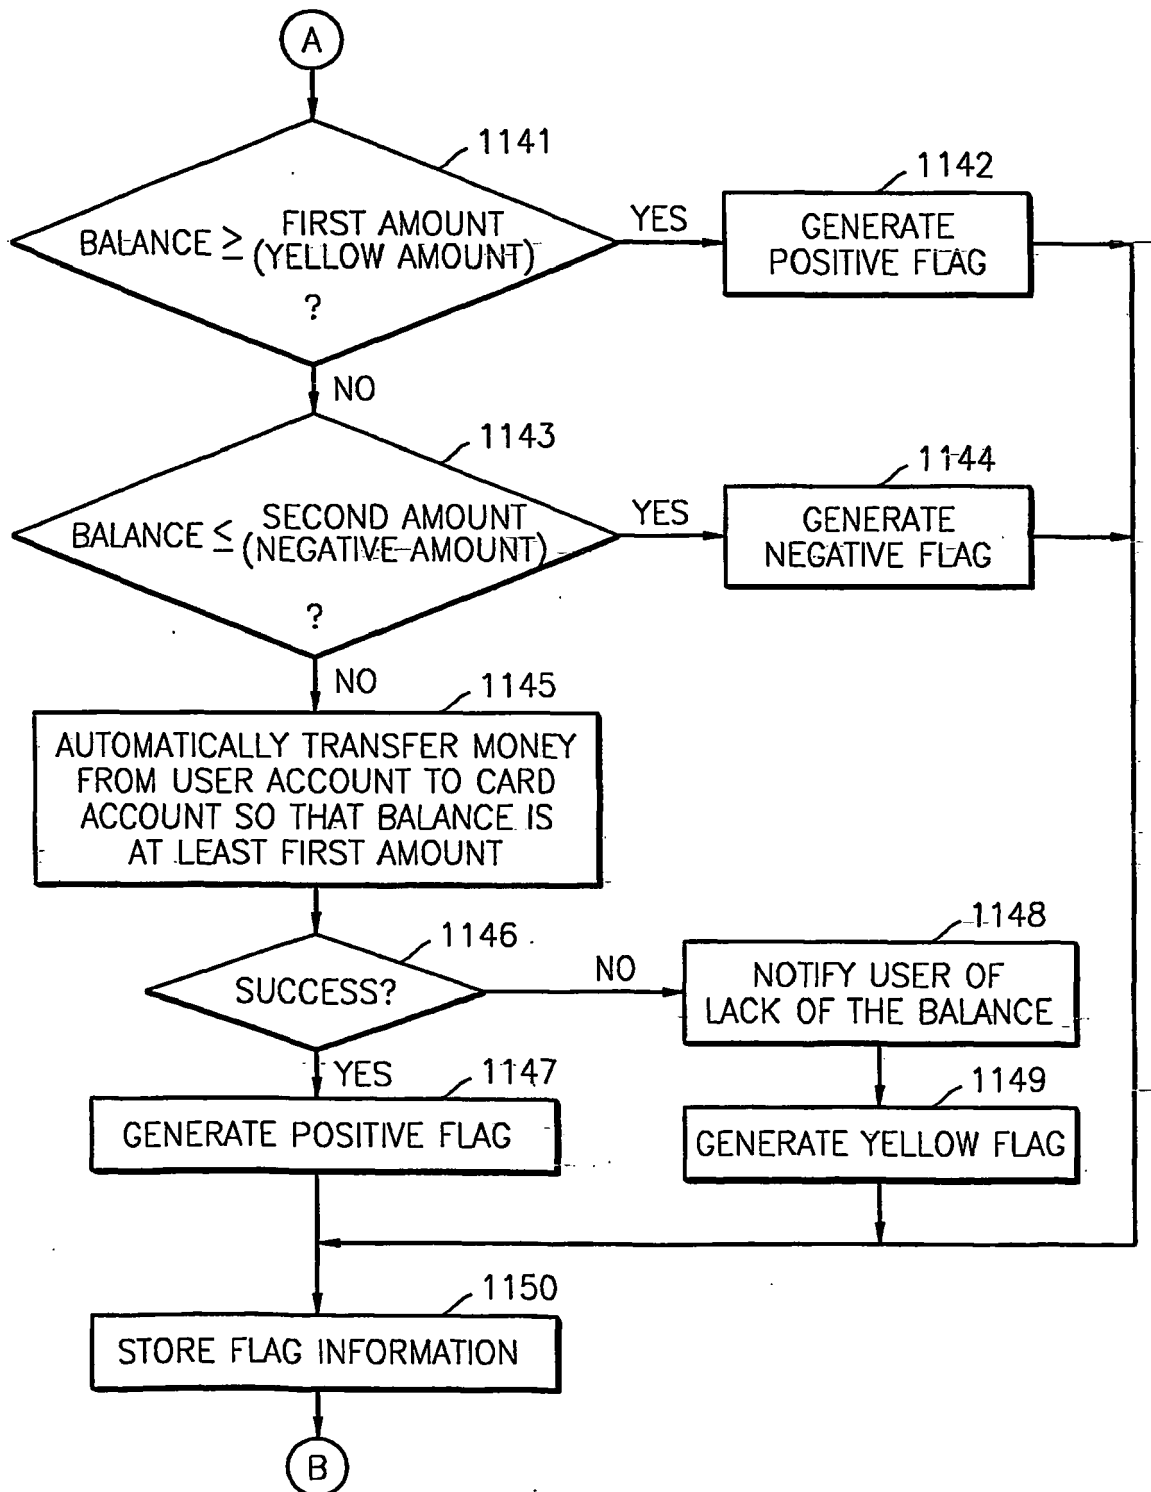 A
1141
BALANCE ≥ FIRST AMOUNT
(YELLOW AMOUNT)
?
YES
1142
GENERATE
POSITIVE FLAG
NO
1143
BALANCE ≤ SECOND AMOUNT
(NEGATIVE AMOUNT)
?
YES
1144
GENERATE
NEGATIVE FLAG
NO
1145
AUTOMATICALLY TRANSFER MONEY
FROM USER ACCOUNT TO CARD
ACCOUNT SO THAT BALANCE IS
AT LEAST FIRST AMOUNT
1146
SUCCESS?
NO
1148
NOTIFY USER OF
LACK OF THE BALANCE
YES
1147
GENERATE POSITIVE FLAG
1149
GENERATE YELLOW FLAG
1150
STORE FLAG INFORMATION
B